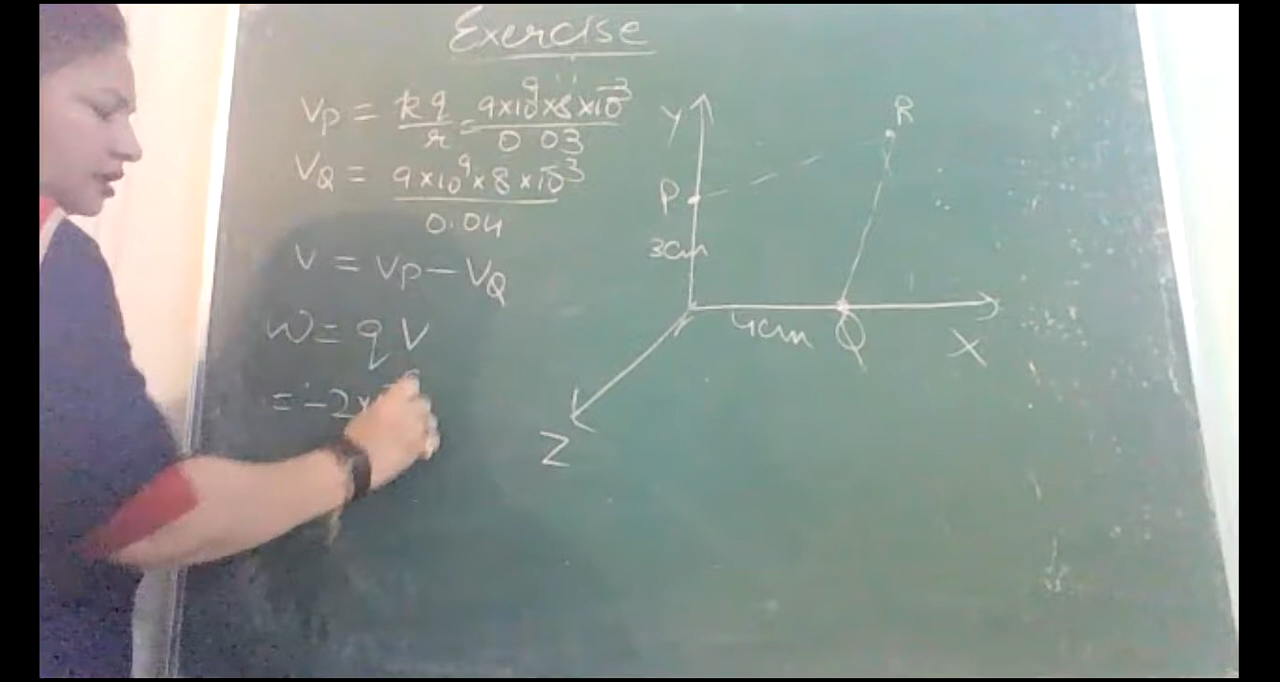 Exercise
VP = kq/r = 9×10⁹×8×10⁻³/0.03
VQ = 9×10⁹×8×10⁻³/0.04
V = VP − VQ
W = qV
= −2×
Y
R
P
3cm
4cm
Q
X
Z